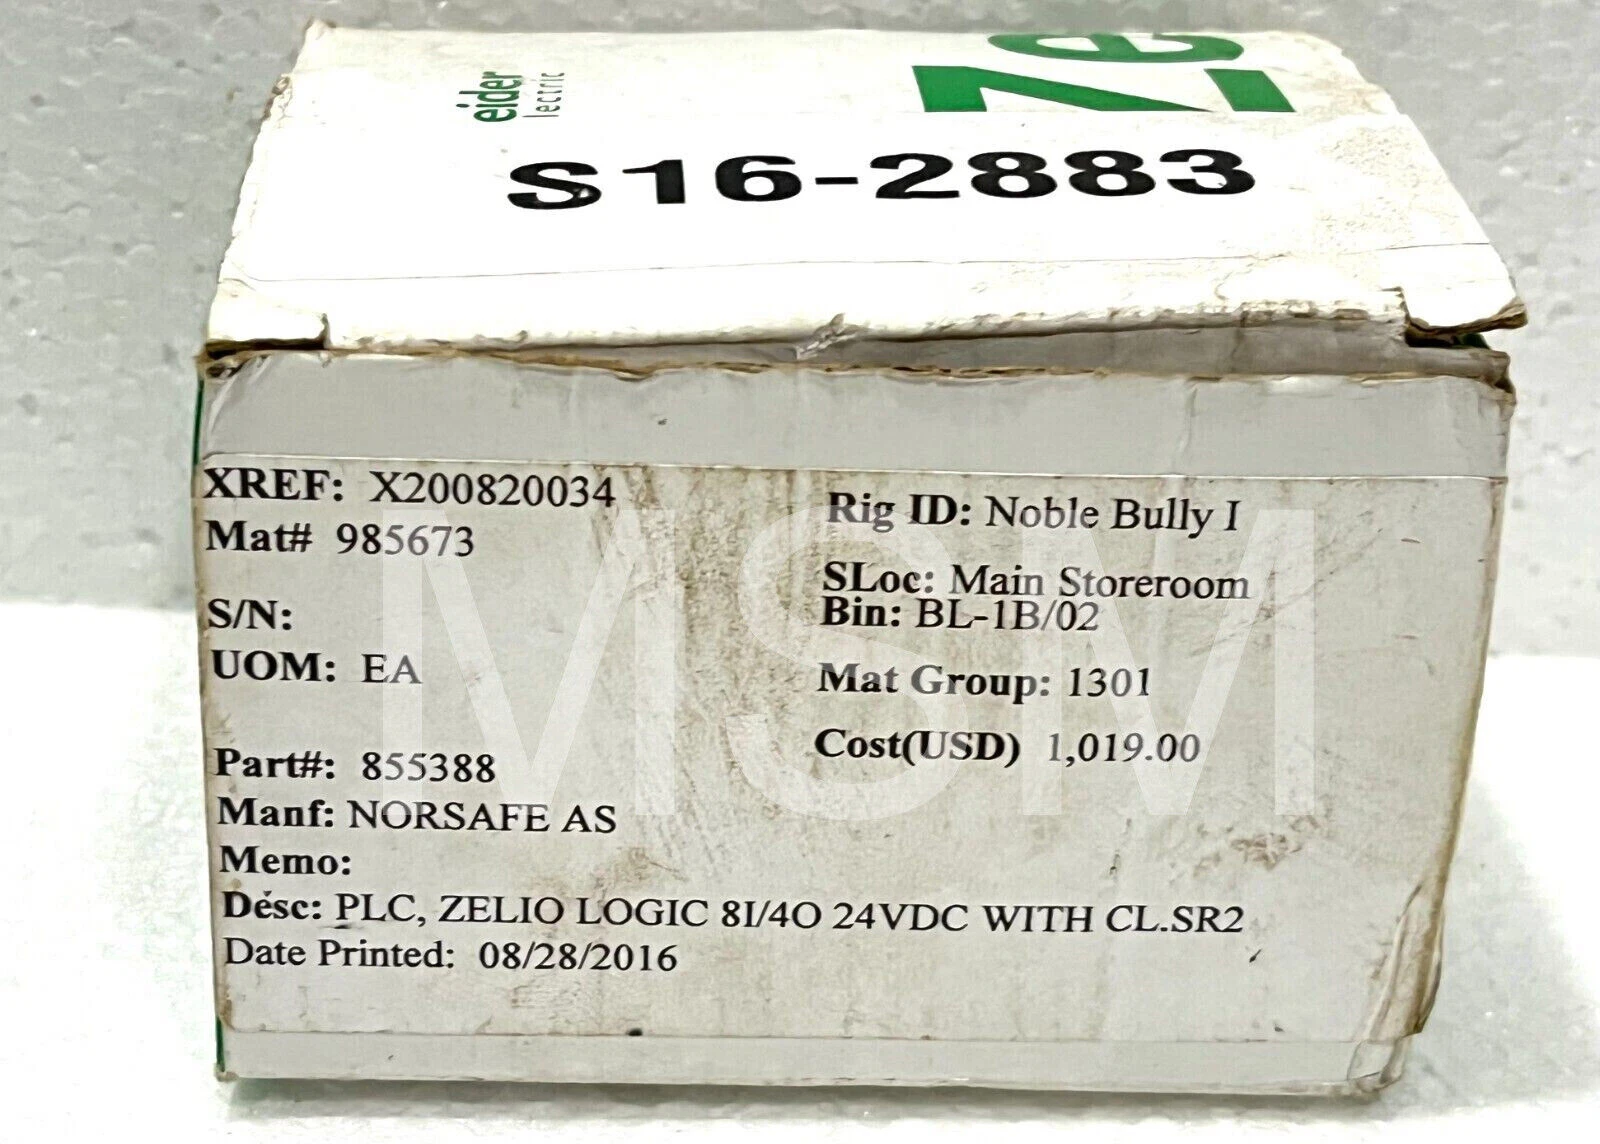 eider
lectric
Ze
S16-2883
XREF: X200820034
Mat# 985673
S/N:
UOM: EA
Part#: 855388
Manf: NORSAFE AS
Memo:
Desc: PLC, ZELIO LOGIC 8I/4O 24VDC WITH CL.SR2
Date Printed: 08/28/2016
Rig ID: Noble Bully I
SLoc: Main Storeroom
Bin: BL-1B/02
Mat Group: 1301
Cost(USD) 1,019.00
MSM